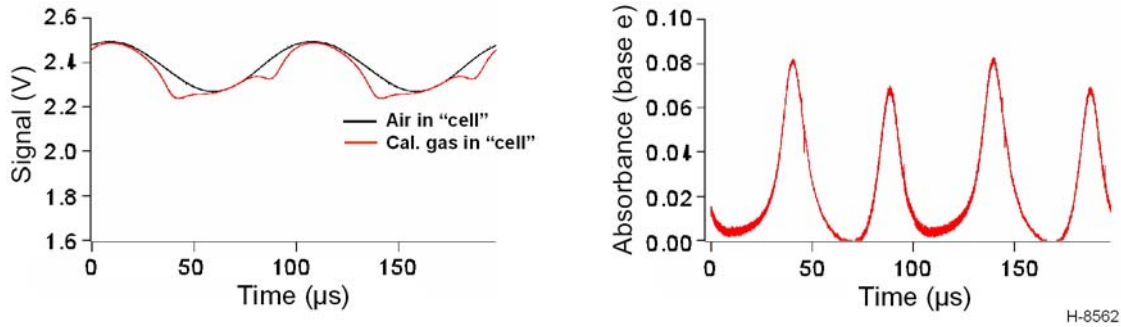 Signal (V)
2.6
2.4
2.2
2.0
1.8
1.6
Air in “cell”
Cal. gas in “cell”
0
50
100
150
Time (μs)
Absorbance (base e)
0.10
0.08
0.06
0.04
0.02
0.00
0
50
100
150
Time (μs)
H-8562